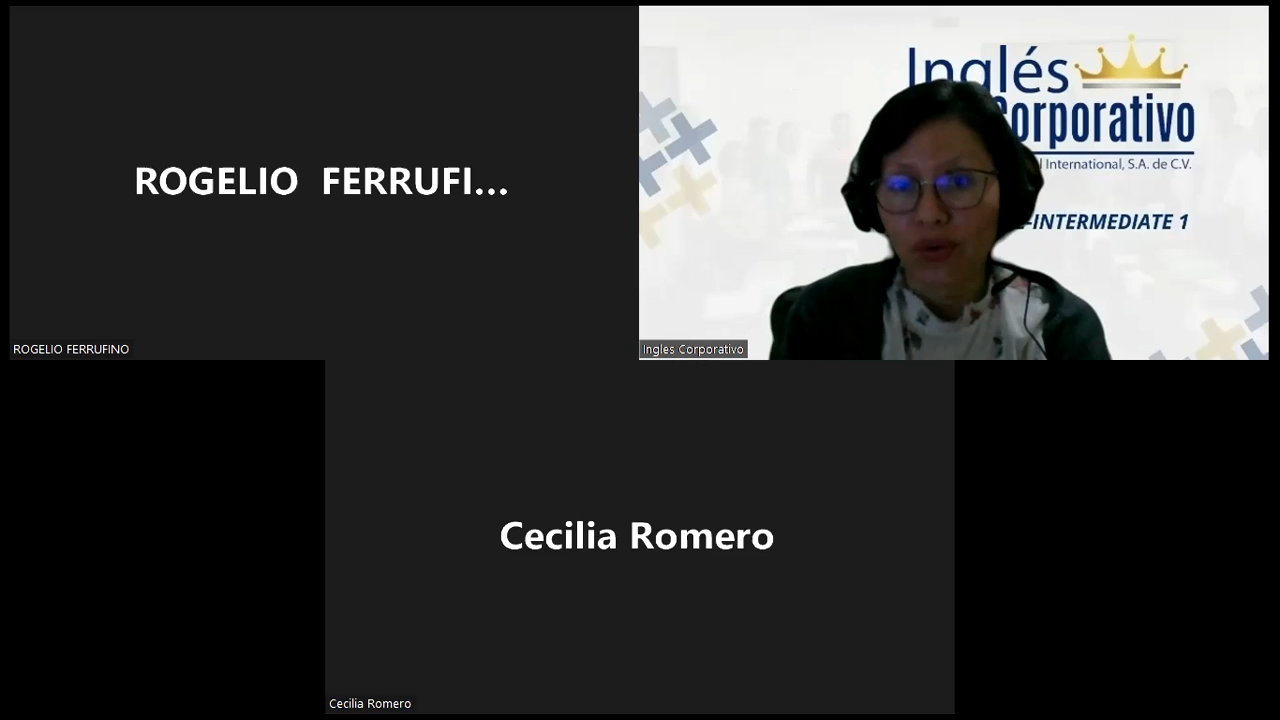 ROGELIO FERRUFI...
ROGELIO FERRUFINO
Inglés
Corporativo
l International, S.A. de C.V.
-INTERMEDIATE 1
Ingles Corporativo
Cecilia Romero
Cecilia Romero